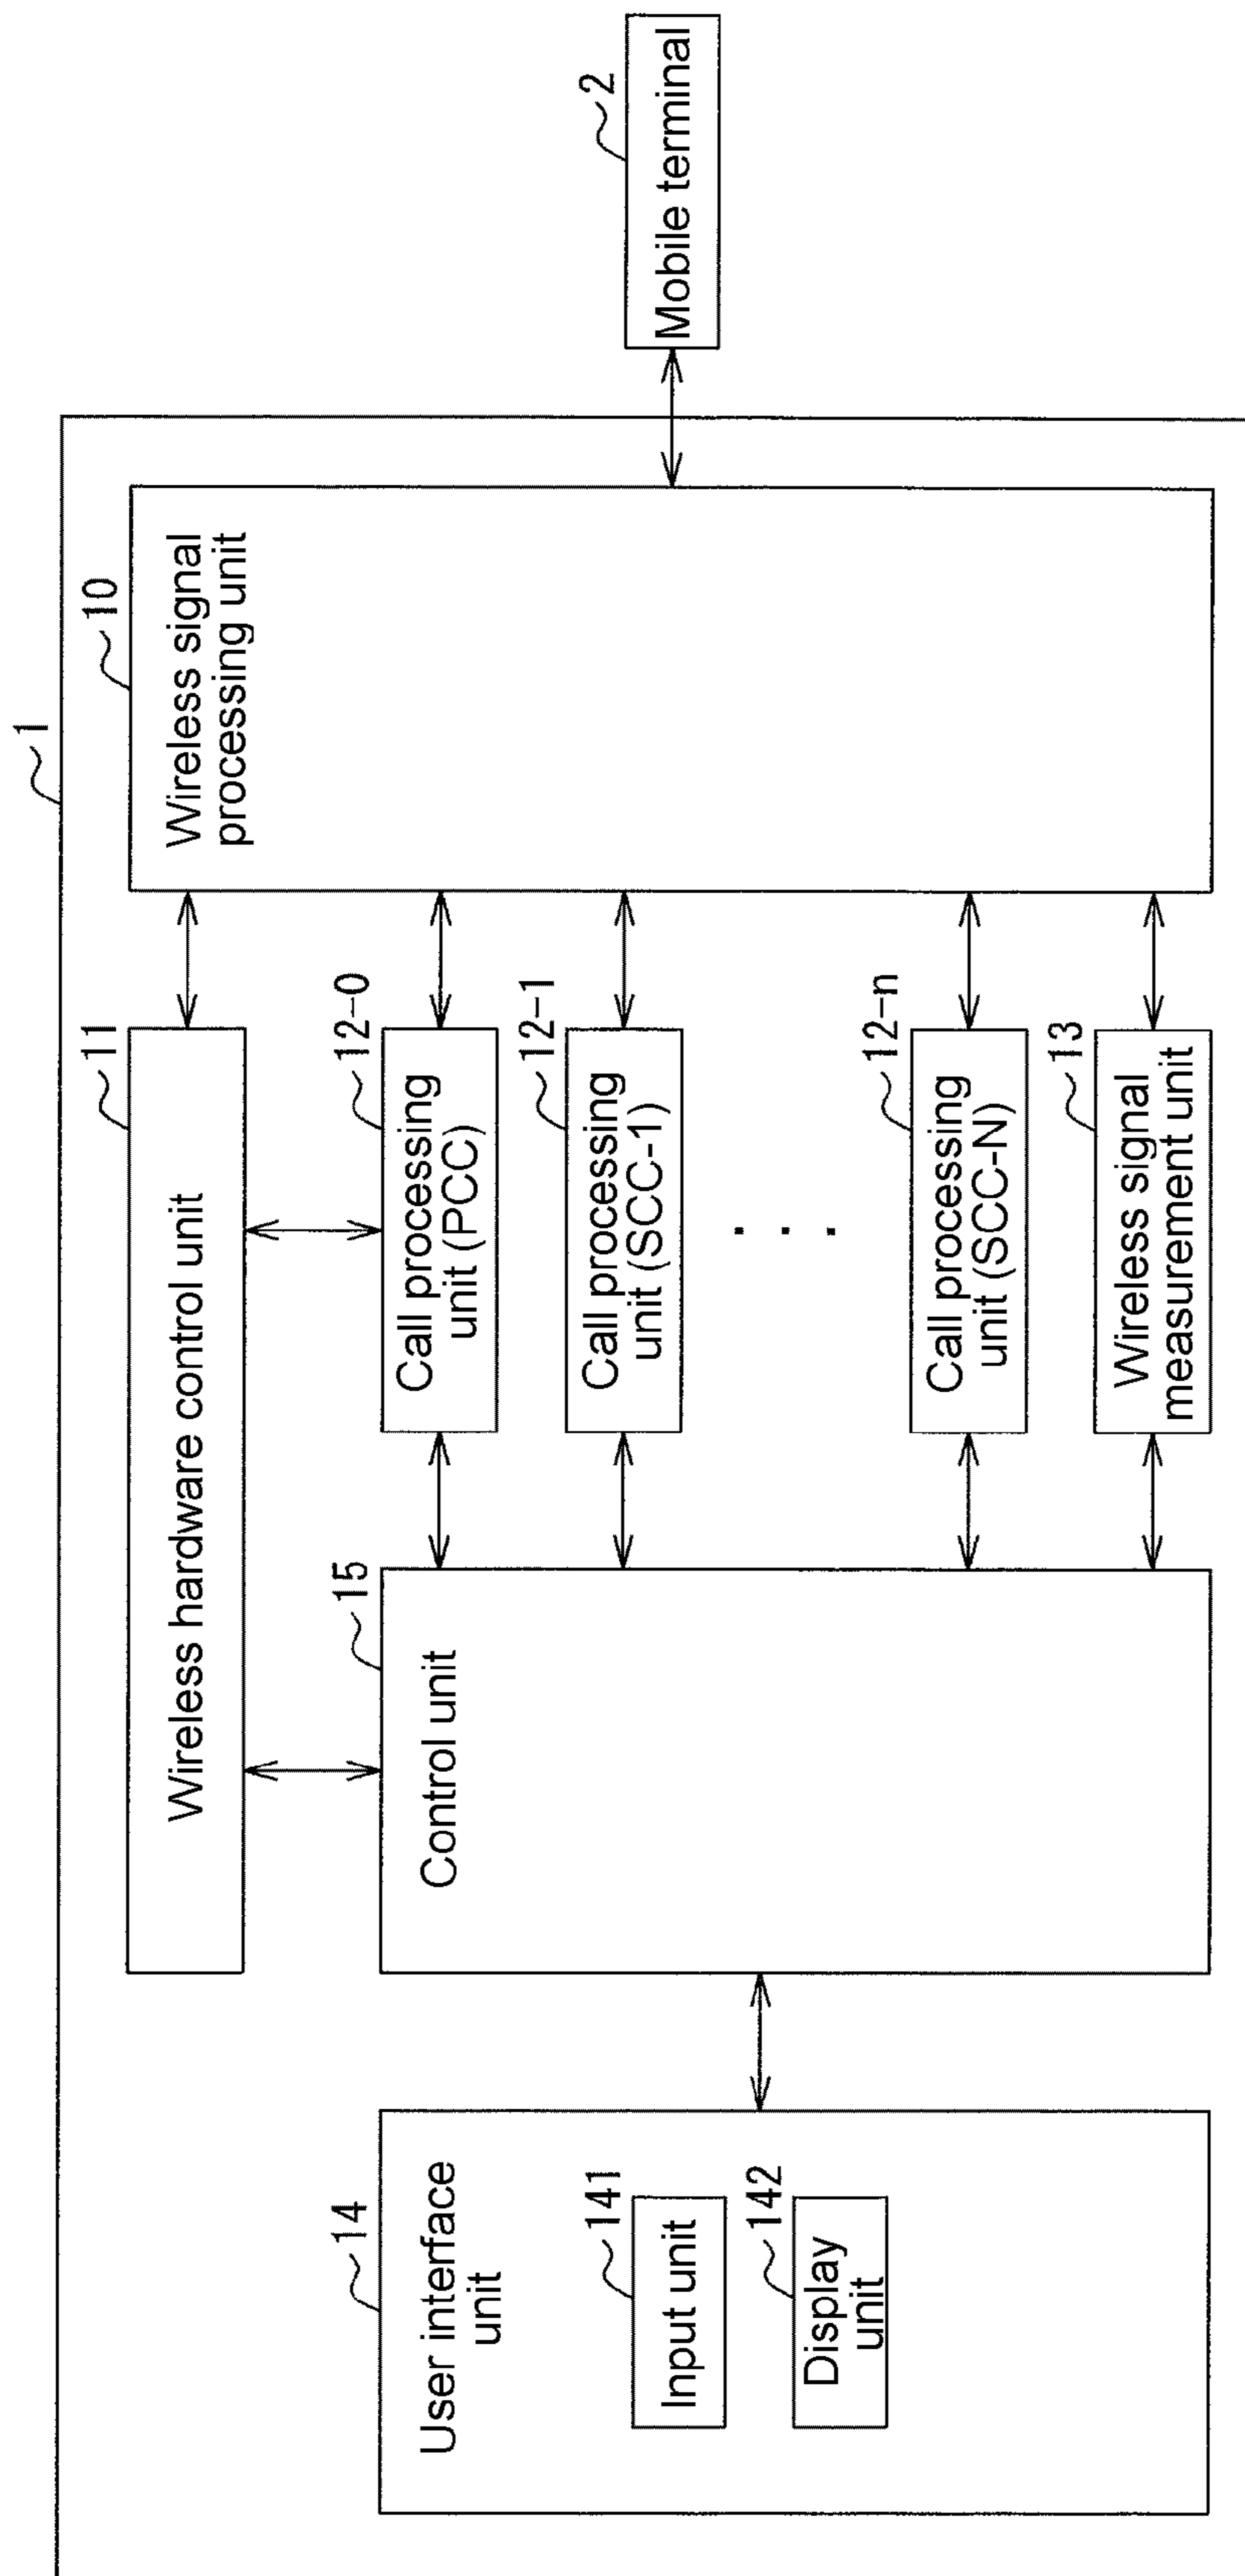 1
14
User interface
unit
141
Input unit
142
Display
unit
11
Wireless hardware control unit
15
Control unit
12-0
Call processing
unit (PCC)
12-1
Call processing
unit (SCC-1)
. . .
12-n
Call processing
unit (SCC-N)
13
Wireless signal
measurement unit
10
Wireless signal
processing unit
2
Mobile terminal